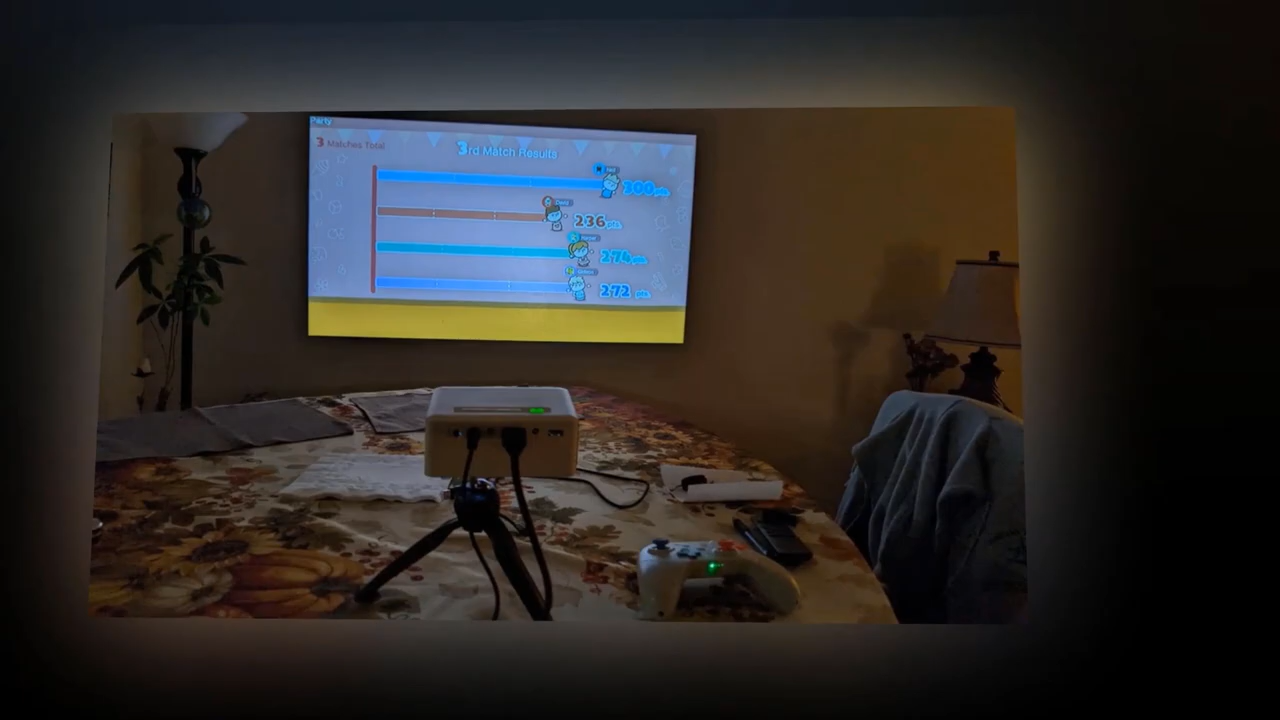 Party
3 Matches Total
3rd Match Results
300 pts
236 pts
274 pts
272 pts